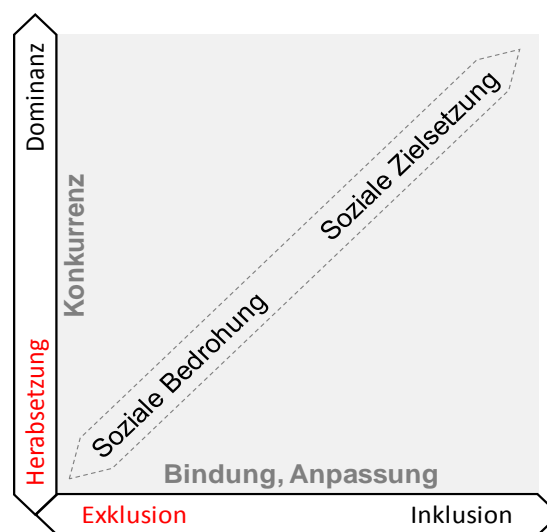 Dominanz
Konkurrenz
Herabsetzung
Soziale Zielsetzung
Soziale Bedrohung
Bindung, Anpassung
Exklusion
Inklusion